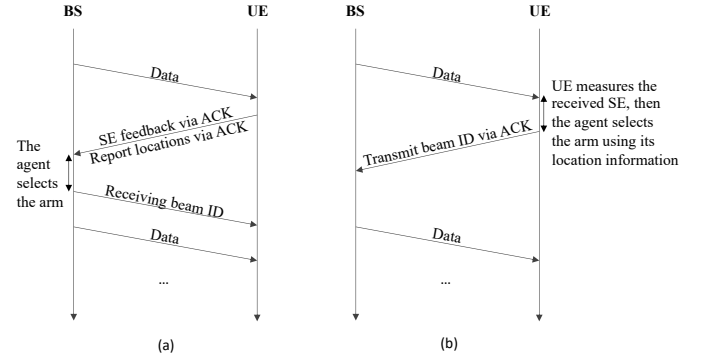 BS
UE
Data
SE feedback via ACK
Report locations via ACK
The
agent
selects
the arm
Receiving beam ID
Data
...
(a)
BS
UE
Data
UE measures the
received SE, then
the agent selects
the arm using its
location information
Transmit beam ID via ACK
Data
...
(b)